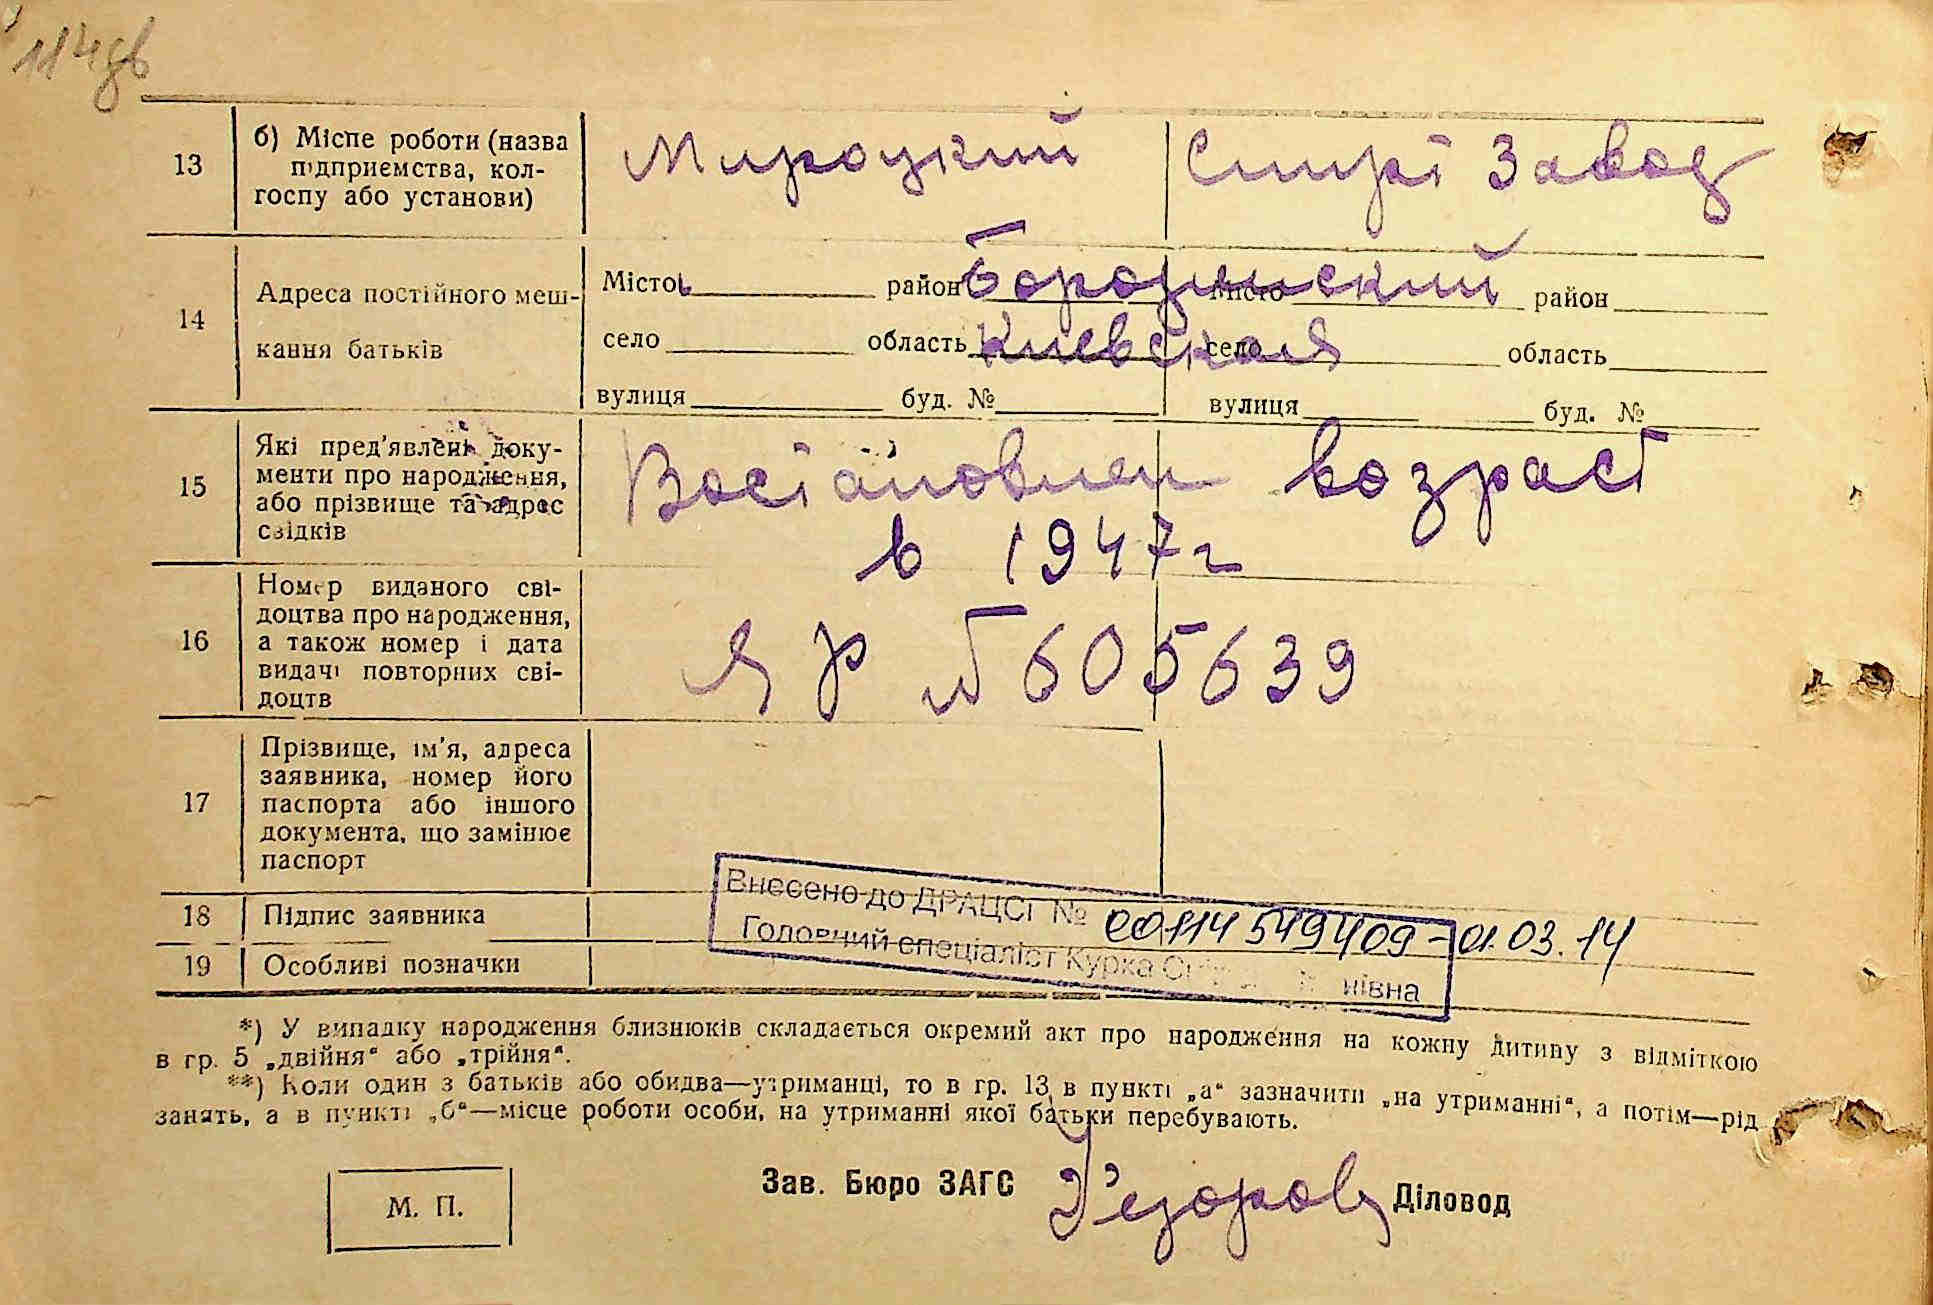 114зв
13
б) Місце роботи (назва
підприємства, кол-
госпу або установи)
Мироцкий Спирт Завод
14
Адреса постійного меш-
кання батьків
Місто район Бородянский Місто район
село область Киевская село область
вулиця буд. № вулиця буд. №
15
Які пред'явлені доку-
менти про народження,
або прізвище та адрес
свідків
Востановлен возраст
в 1947 г
16
Номер виданого сві-
доцтва про народження,
а також номер і дата
видачі повторних сві-
доцтв
Я Р № 605639
17
Прізвище, ім'я, адреса
заявника, номер його
паспорта або іншого
документа, що замінює
паспорт
18
Підпис заявника
19
Особливі позначки
Внесено до ДРАЦСГ № 00114549409 - 01.03.14
Головний спеціаліст Курка
*) У випадку народження близнюків складається окремий акт про народження на кожну дитину з відміткою
в гр. 5 „двійня“ або „трійня“.
**) Коли один з батьків або обидва—утриманці, то в гр. 13, в пункті „а“ зазначити „на утриманні“, а потім—рід
занять, а в пункті „б“—місце роботи особи, на утриманні якої батьки перебувають.
М. П.
Зав. Бюро ЗАГС
Діловод